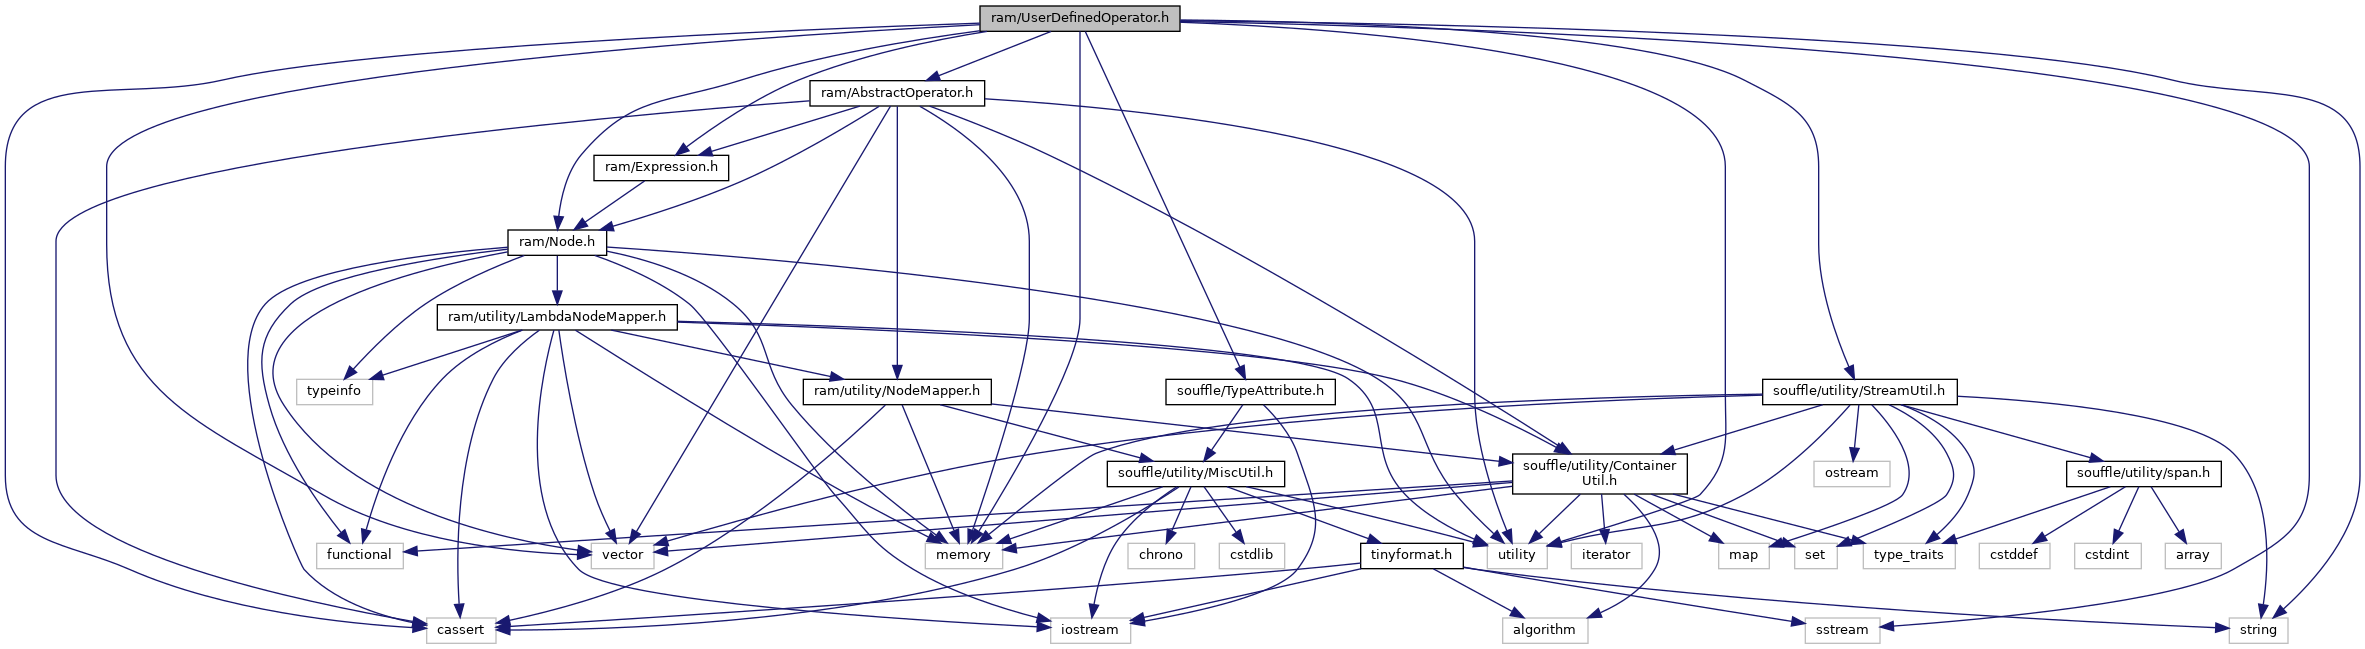 ram/UserDefinedOperator.h
ram/AbstractOperator.h
ram/Expression.h
ram/Node.h
ram/utility/LambdaNodeMapper.h
typeinfo
ram/utility/NodeMapper.h
souffle/TypeAttribute.h
souffle/utility/StreamUtil.h
souffle/utility/MiscUtil.h
souffle/utility/Container
Util.h
ostream
souffle/utility/span.h
functional
vector
memory
chrono
cstdlib
tinyformat.h
utility
iterator
map
set
type_traits
cstddef
cstdint
array
cassert
iostream
algorithm
sstream
string